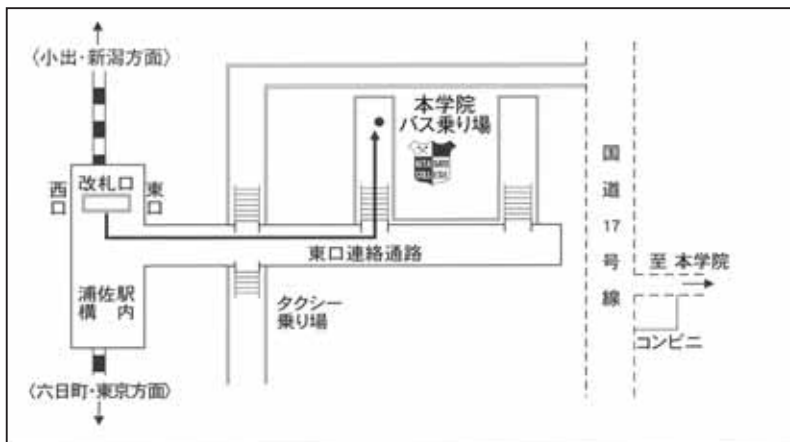 〈小出・新潟方面〉
本学院
バス乗り場
西口
改札口
東口
国道17号線
東口連絡通路
至 本学院
浦佐駅
構内
タクシー
乗り場
コンビニ
〈六日町・東京方面〉